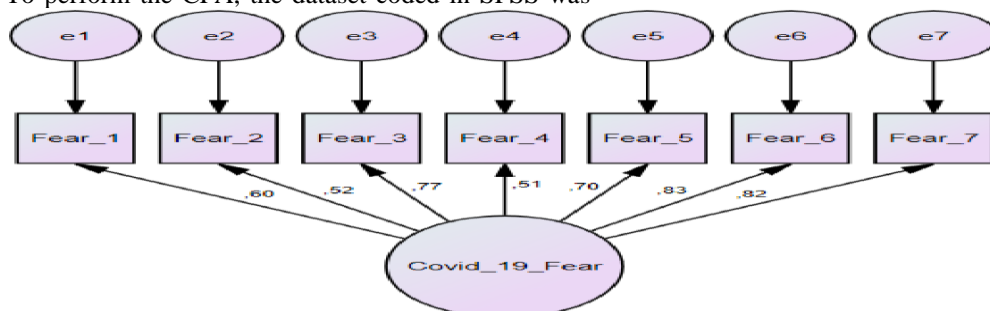 To perform the CFA, the dataset coded in SPSS was
e1 e2 e3 e4 e5 e6 e7
Fear_1 Fear_2 Fear_3 Fear_4 Fear_5 Fear_6 Fear_7
,60 ,52 ,77 ,51 ,70 ,83 ,82
Covid_19_Fear